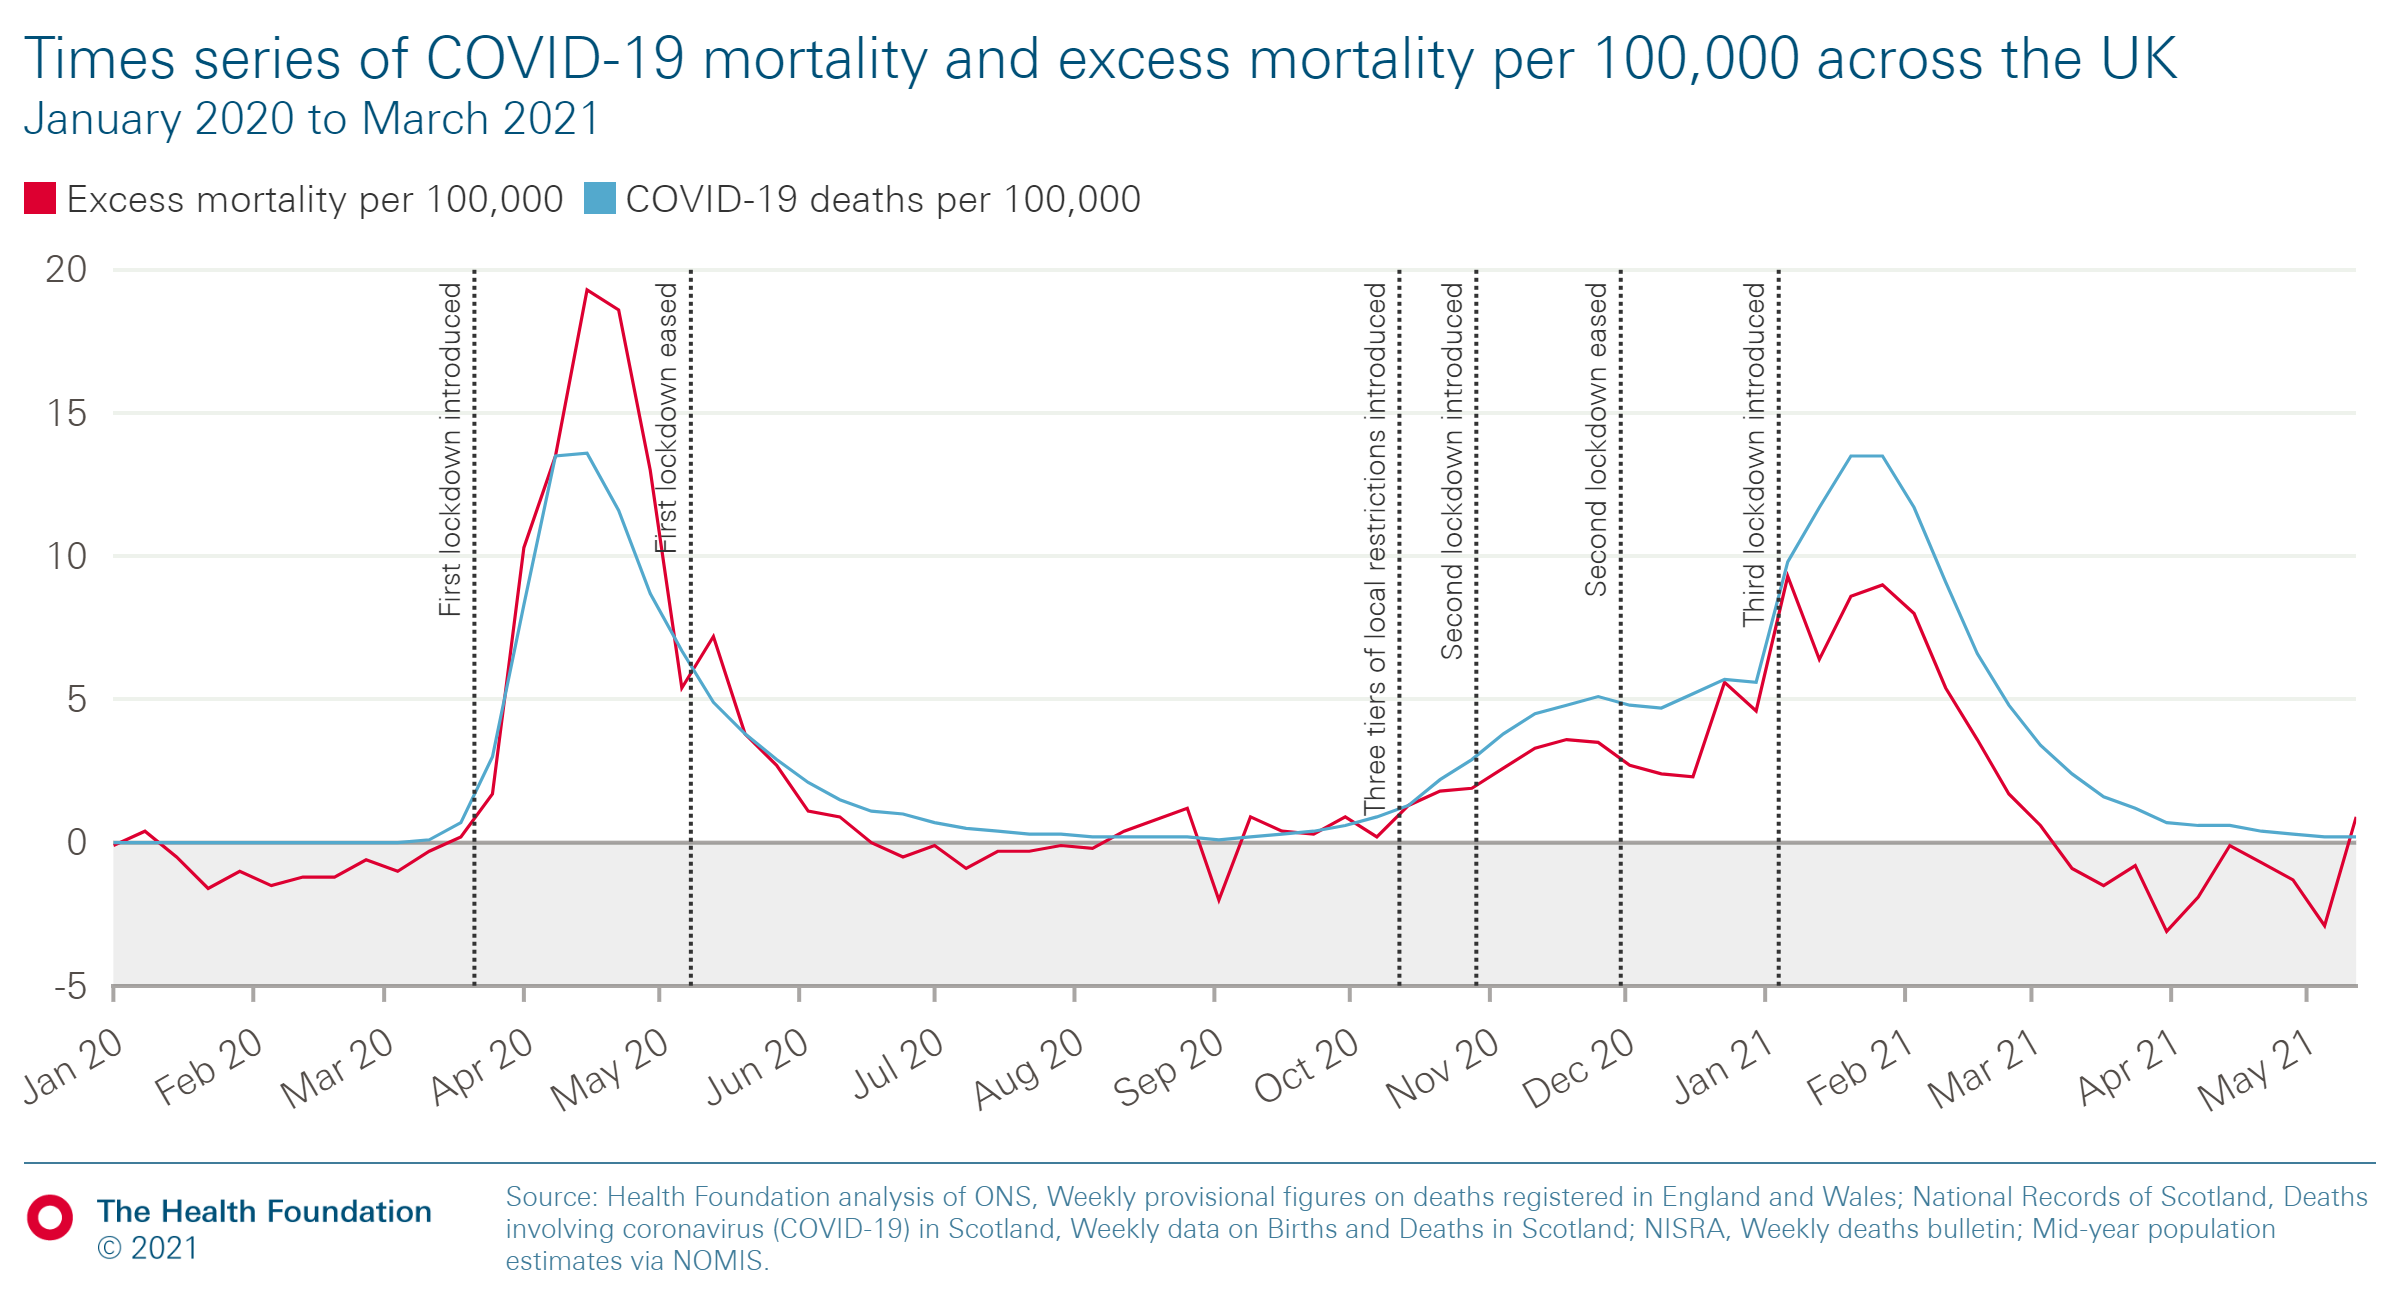 Times series of COVID-19 mortality and excess mortality per 100,000 across the UK
January 2020 to March 2021
Excess mortality per 100,000
COVID-19 deaths per 100,000
20
15
10
5
0
-5
First lockdown introduced
First lockdown eased
Three tiers of local restrictions introduced
Second lockdown introduced
Second lockdown eased
Third lockdown introduced
Jan 20
Feb 20
Mar 20
Apr 20
May 20
Jun 20
Jul 20
Aug 20
Sep 20
Oct 20
Nov 20
Dec 20
Jan 21
Feb 21
Mar 21
Apr 21
May 21
The Health Foundation
© 2021
Source: Health Foundation analysis of ONS, Weekly provisional figures on deaths registered in England and Wales; National Records of Scotland, Deaths
involving coronavirus (COVID-19) in Scotland, Weekly data on Births and Deaths in Scotland; NISRA, Weekly deaths bulletin; Mid-year population
estimates via NOMIS.